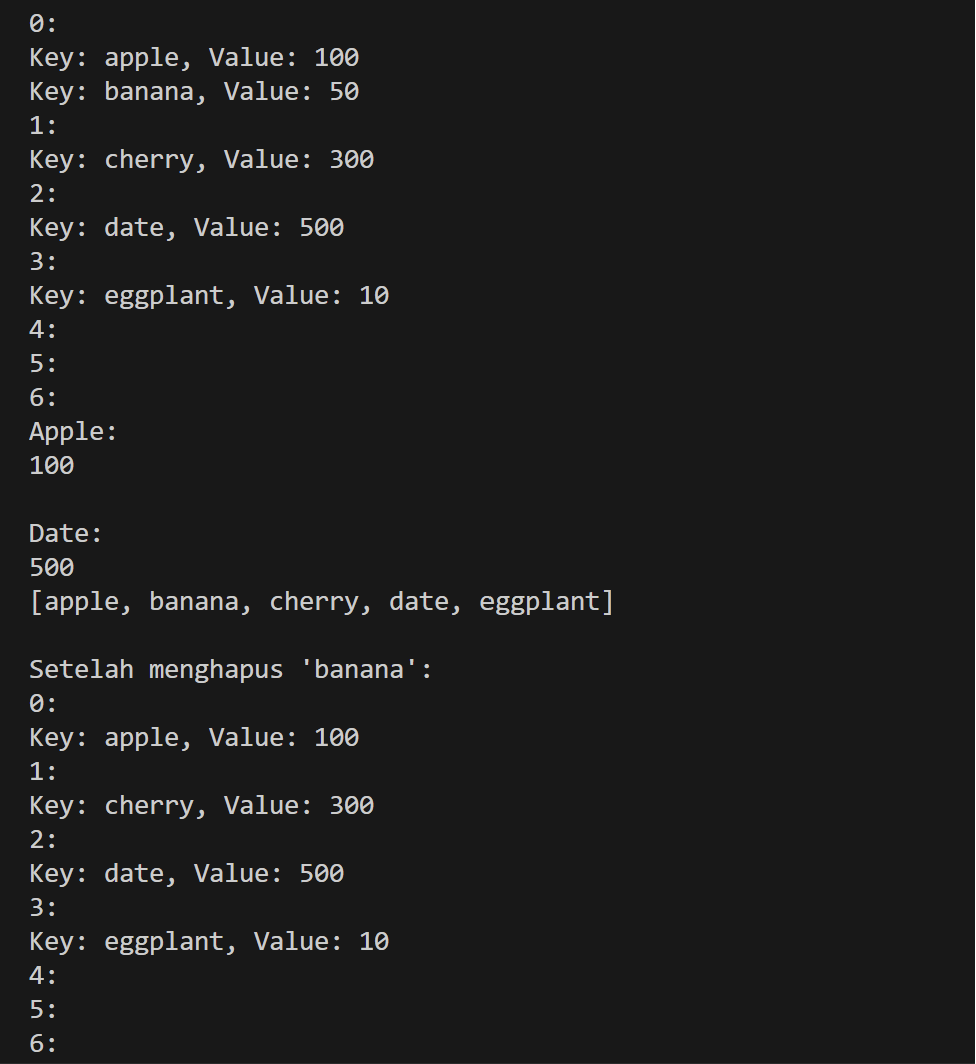 0:
Key: apple, Value: 100
Key: banana, Value: 50
1:
Key: cherry, Value: 300
2:
Key: date, Value: 500
3:
Key: eggplant, Value: 10
4:
5:
6:
Apple:
100
Date:
500
[apple, banana, cherry, date, eggplant]
Setelah menghapus 'banana':
0:
Key: apple, Value: 100
1:
Key: cherry, Value: 300
2:
Key: date, Value: 500
3:
Key: eggplant, Value: 10
4:
5:
6: